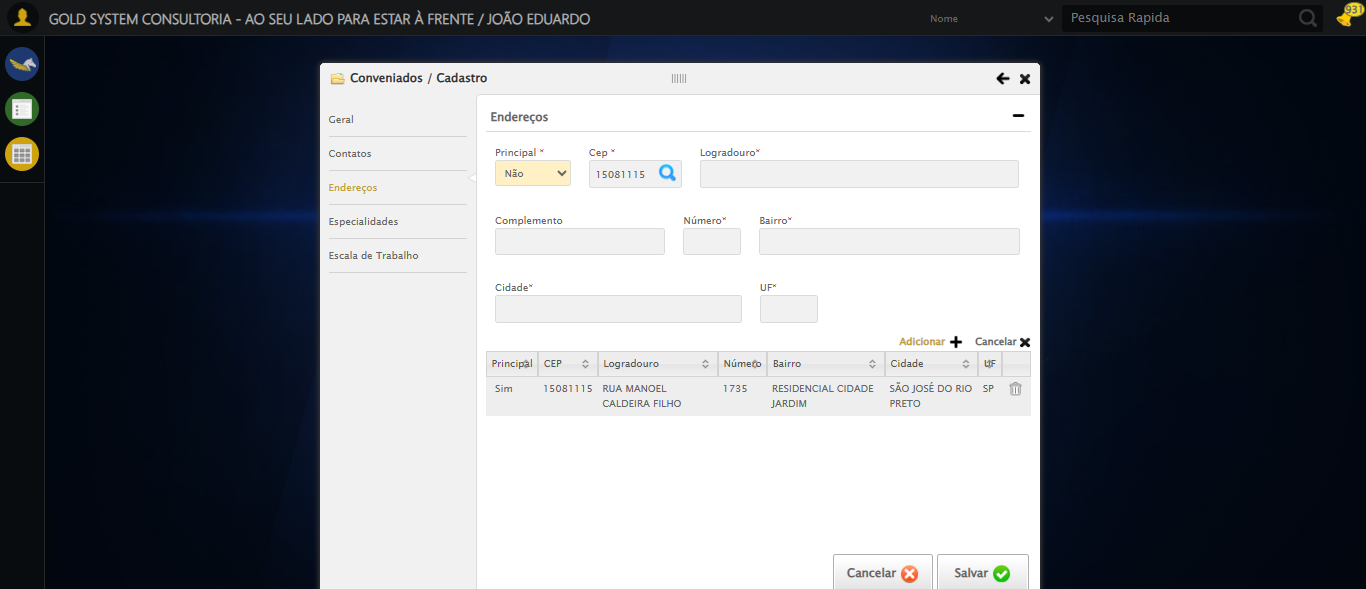 GOLD SYSTEM CONSULTORIA - AO SEU LADO PARA ESTAR À FRENTE / JOÃO EDUARDO
Nome
Pesquisa Rapida
931
Conveniados / Cadastro
Geral
Contatos
Endereços
Especialidades
Escala de Trabalho
Endereços
Principal * Cep * Logradouro*
Não 15081115
Complemento Número* Bairro*
Cidade* UF*
Adicionar Cancelar
Principal CEP Logradouro Número Bairro Cidade UF
Sim 15081115 RUA MANOEL 1735 RESIDENCIAL CIDADE SÃO JOSÉ DO RIO SP
CALDEIRA FILHO JARDIM PRETO
Cancelar Salvar